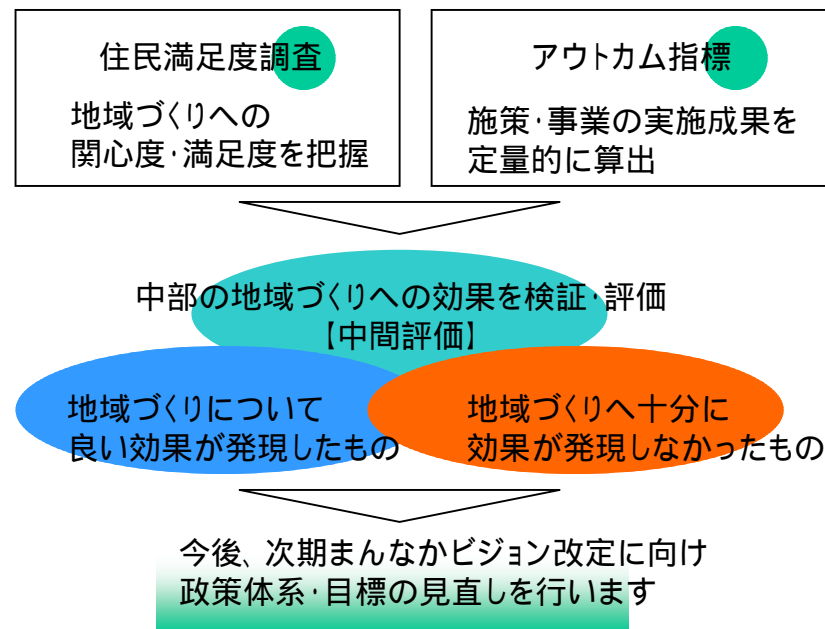 住民満足度調査
地域づくりへの
関心度・満足度を把握
アウトカム指標
施策・事業の実施成果を
定量的に算出
中部の地域づくりへの効果を検証・評価
【中間評価】
地域づくりについて
良い効果が発現したもの
地域づくりへ十分に
効果が発現しなかったもの
今後、次期まんなかビジョン改定に向け
政策体系・目標の見直しを行います